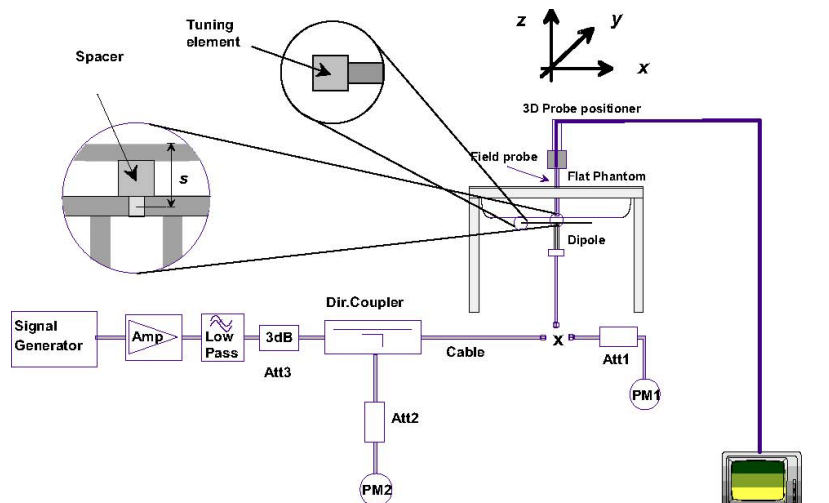 Tuning
element
Spacer
z
y
x
3D Probe positioner
Field probe
Flat Phantom
s
Dipole
Dir.Coupler
Signal
Generator
Amp
Low
Pass
3dB
Att3
Cable
x
Att1
PM1
Att2
PM2